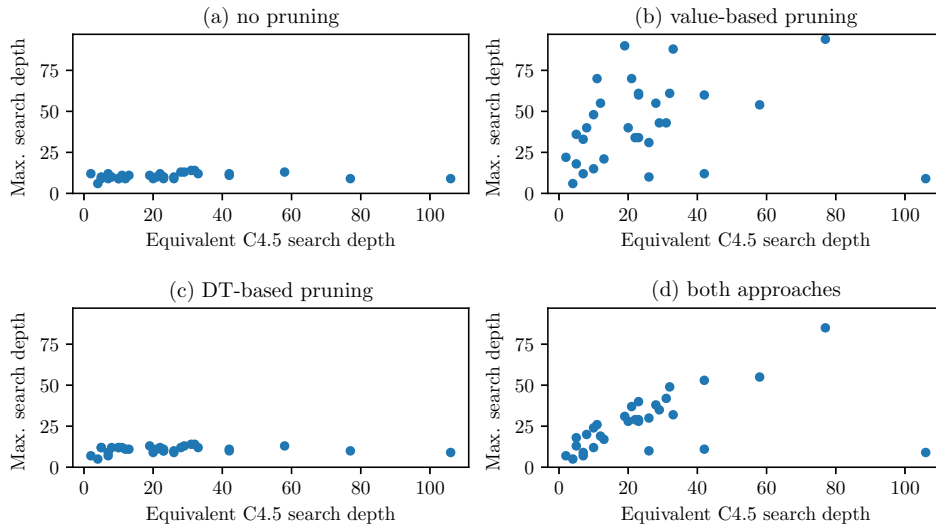 (a) no pruning
Max. search depth
75
50
25
0
0 20 40 60 80 100
Equivalent C4.5 search depth
(b) value-based pruning
Max. search depth
75
50
25
0
0 20 40 60 80 100
Equivalent C4.5 search depth
(c) DT-based pruning
Max. search depth
75
50
25
0
0 20 40 60 80 100
Equivalent C4.5 search depth
(d) both approaches
Max. search depth
75
50
25
0
0 20 40 60 80 100
Equivalent C4.5 search depth